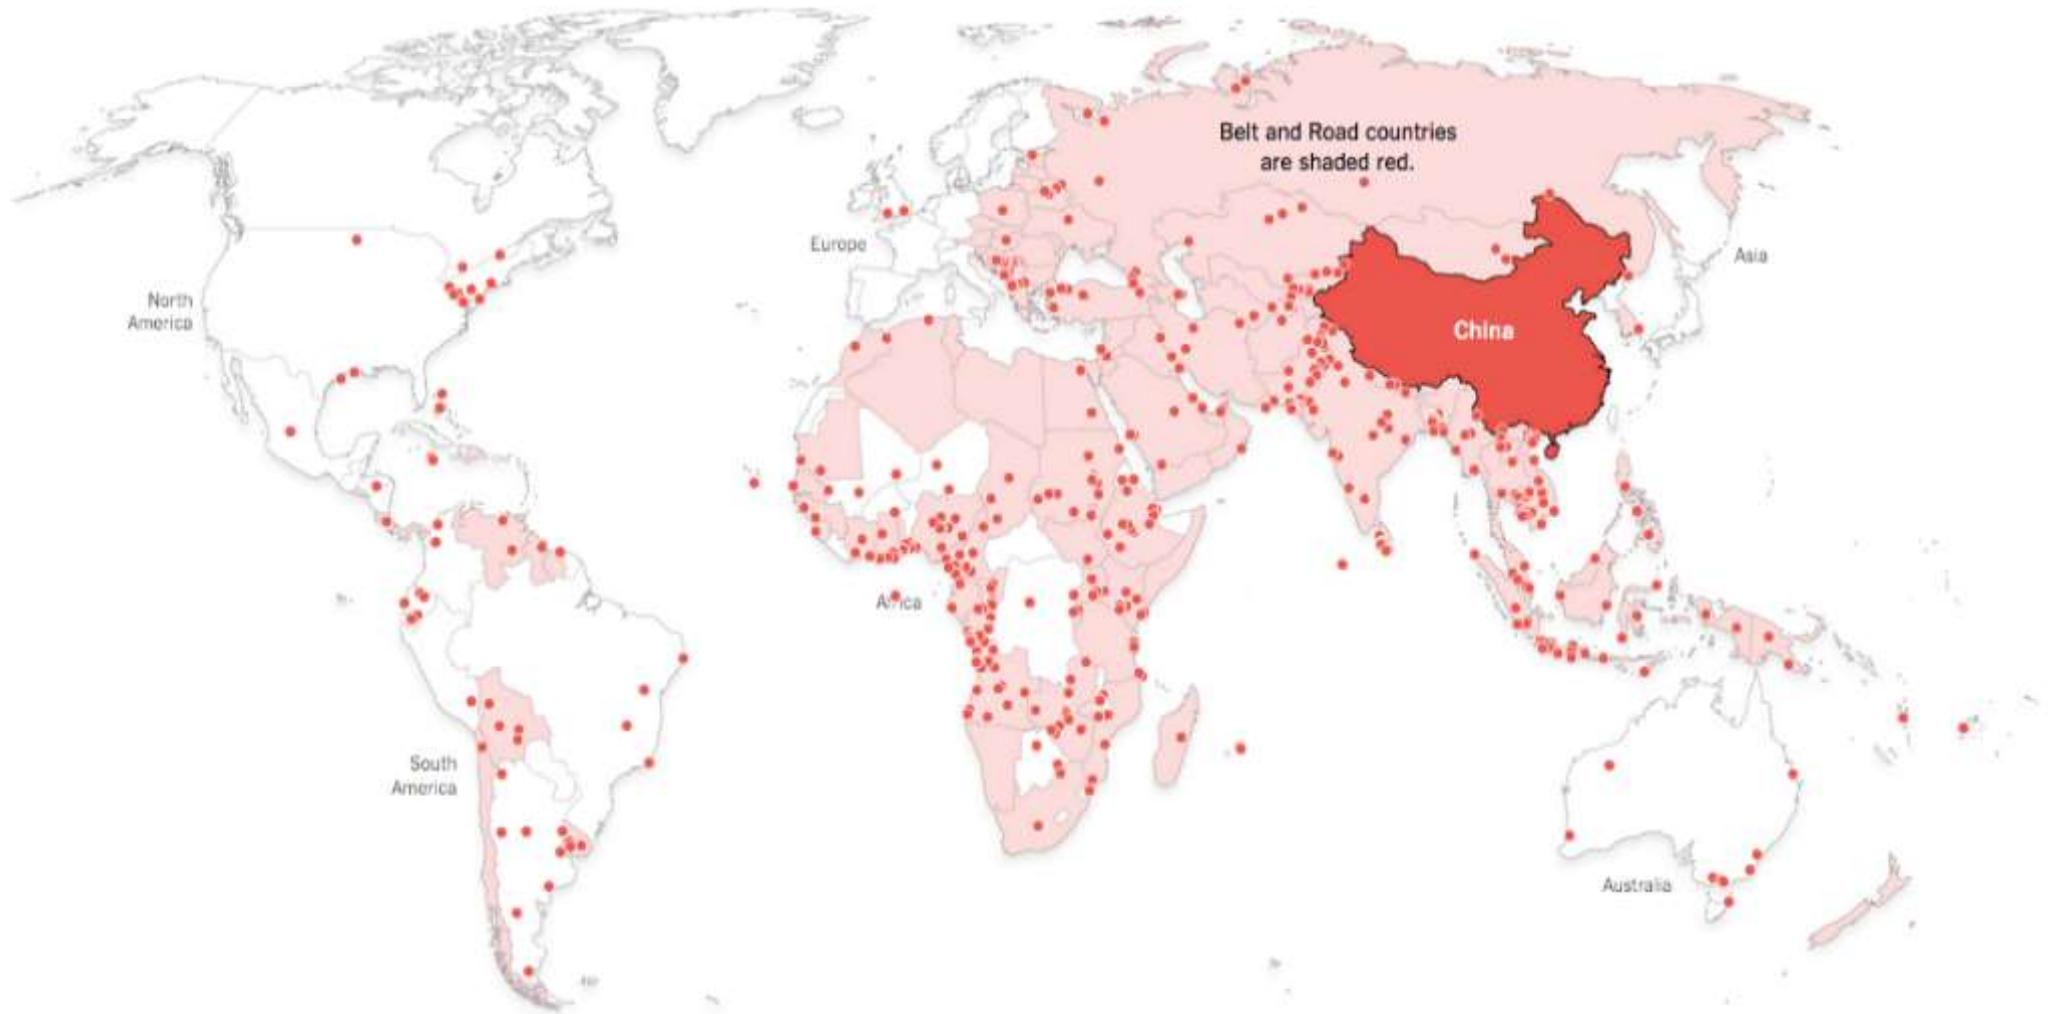 Belt and Road countries
are shaded red.
Europe
Asia
North
America
China
Africa
South
America
Australia